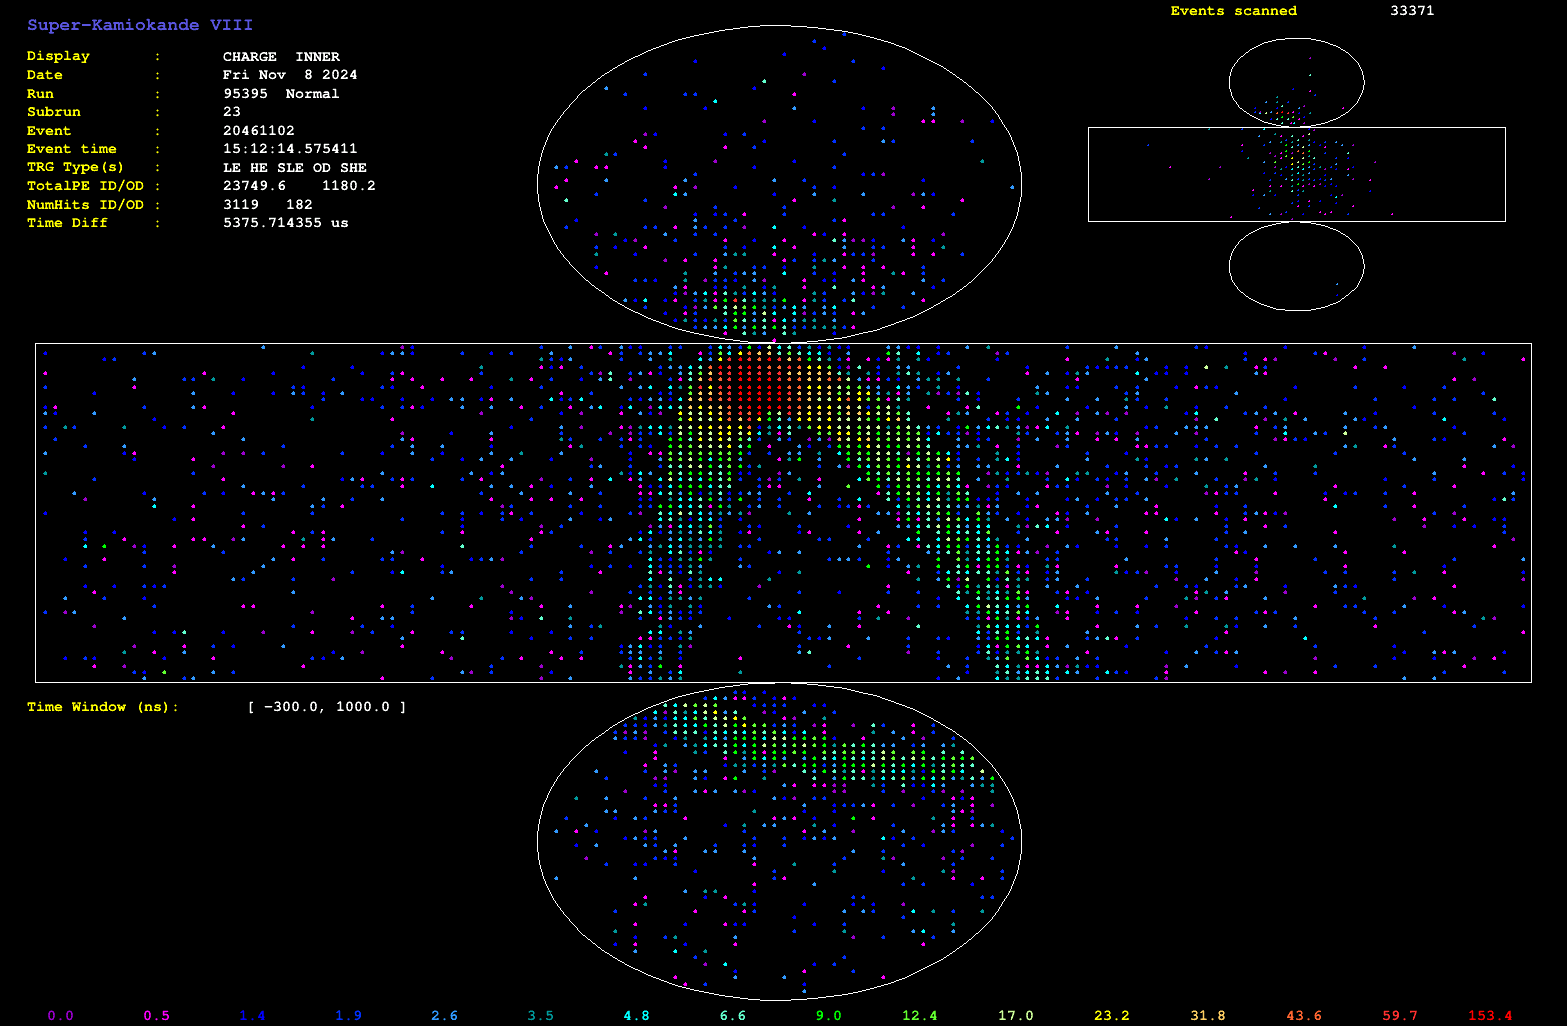 Super-Kamiokande VIII
Events scanned 33371
Display : CHARGE INNER
Date : Fri Nov 8 2024
Run : 95395 Normal
Subrun : 23
Event : 20461102
Event time : 15:12:14.575411
TRG Type(s) : LE HE SLE OD SHE
TotalPE ID/OD : 23749.6 1180.2
NumHits ID/OD : 3119 182
Time Diff : 5375.714355 us
Time Window (ns): [ -300.0, 1000.0 ]
0.0 0.5 1.4 1.9 2.6 3.5 4.8 6.6 9.0 12.4 17.0 23.2 31.8 43.6 59.7 153.4